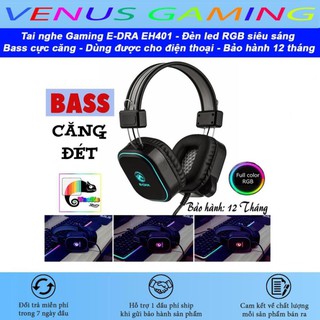 VENUS GAMING
Tai nghe Gaming E-DRA EH401 - Đèn led RGB siêu sáng
Bass cực căng - Dùng được cho điện thoại - Bảo hành 12 tháng
BASS
CĂNG
ĐÉT
Full color
RGB
Bảo hành: 12 Tháng
Đổi trả miễn phí
trong 7 ngày đầu
Hỗ trợ 1 đầu phí ship
khi gửi bảo hành sản phẩm
Cam kết về chất lượng
mỗi sản phẩm bán ra